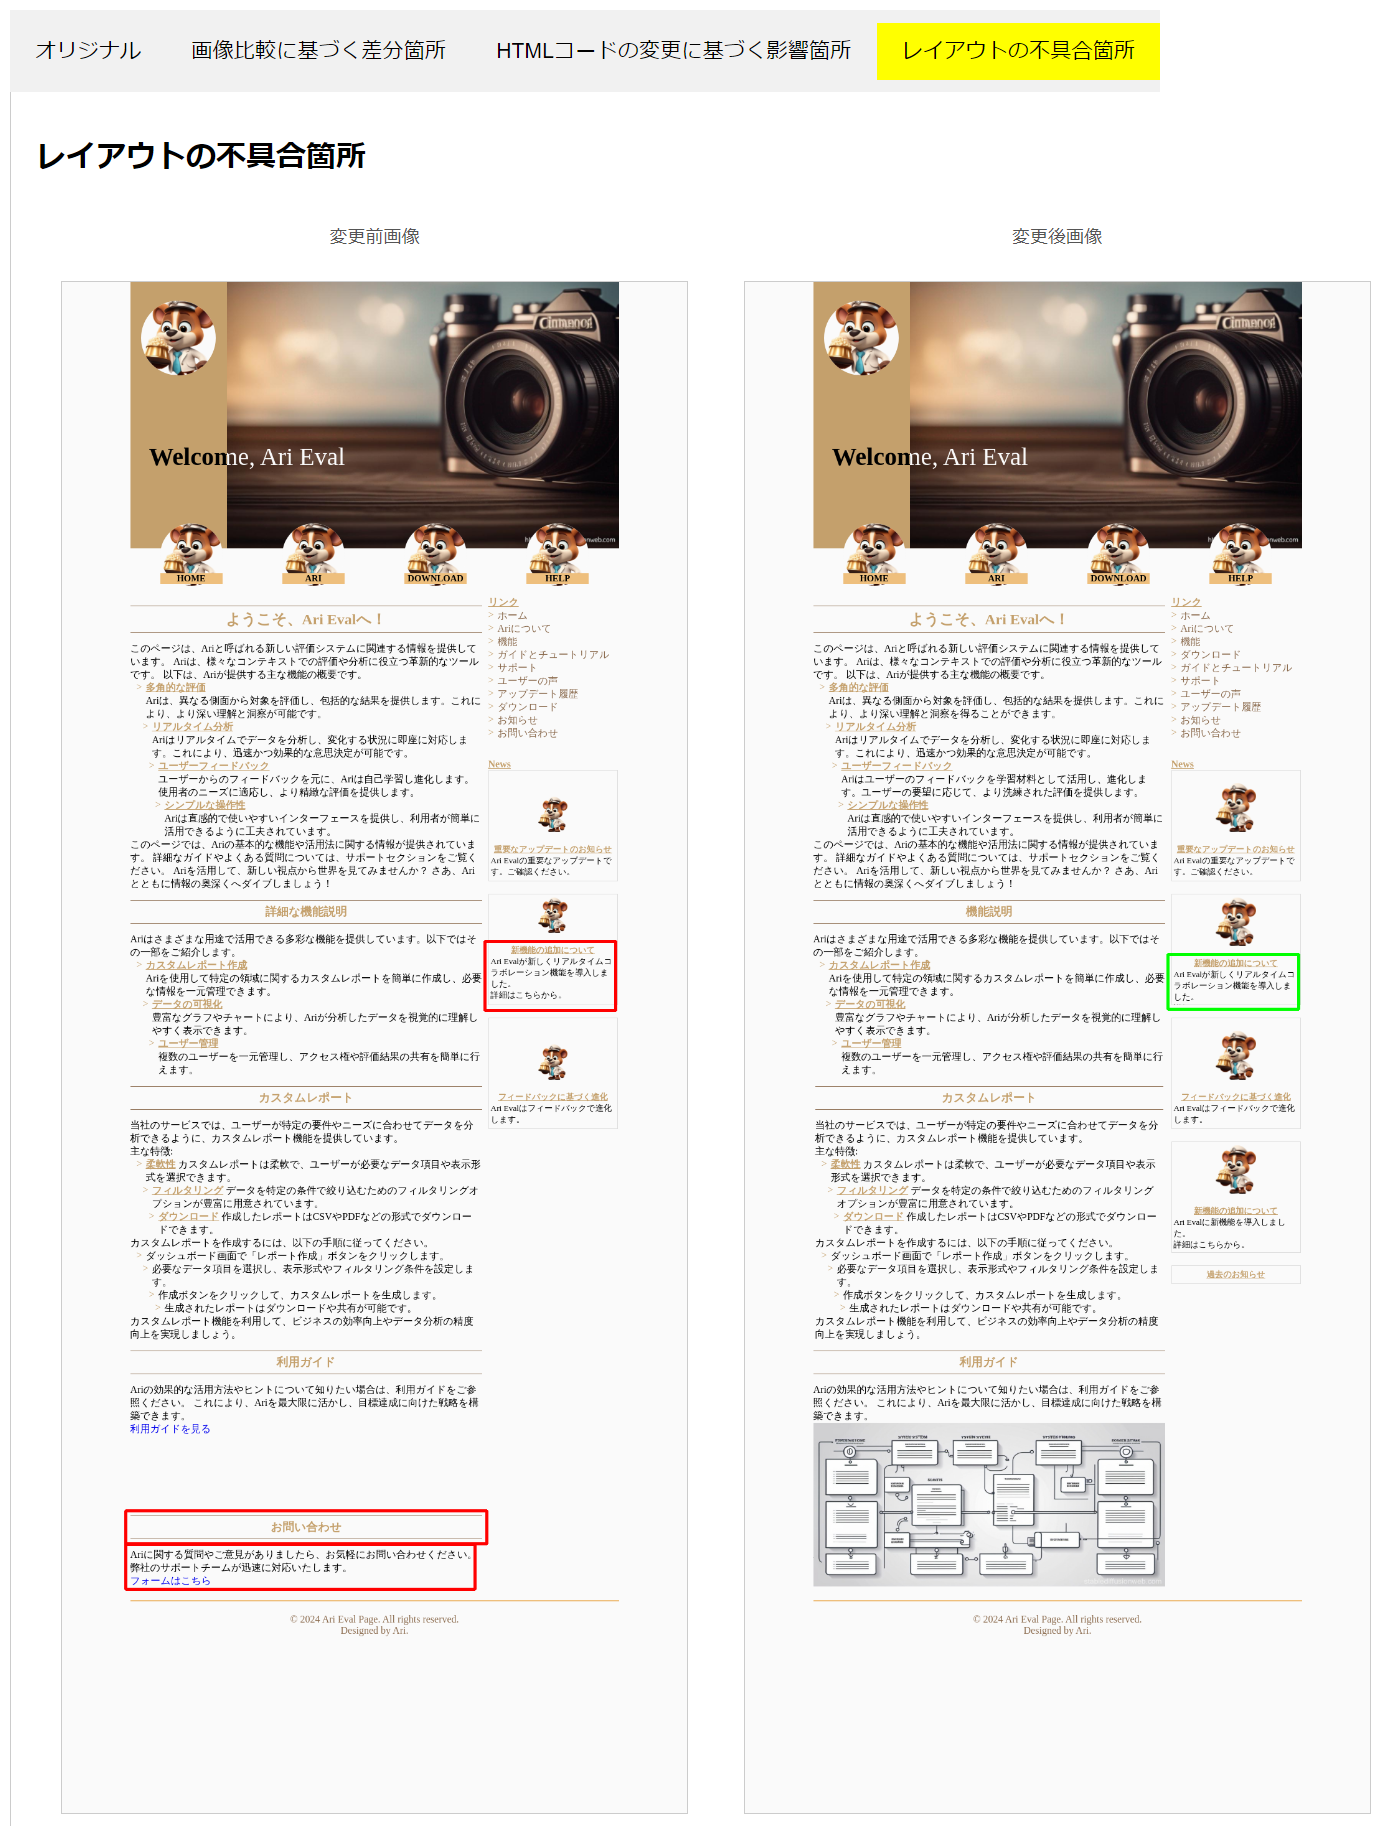 オリジナル
画像比較に基づく差分箇所
HTMLコードの変更に基づく影響箇所
レイアウトの不具合箇所
レイアウトの不具合箇所
変更前画像
Cinnamon
Welcome, Ari Eval
HOME
ARI
DOWNLOAD
HELP
ようこそ、Ari Evalへ！
このページは、Ariと呼ばれる新しい評価システムに関連する情報を提供して
います。 Ariは、様々なコンテキストでの評価や分析に役立つ革新的なツール
です。 以下は、Ariが提供する主な機能の概要です。
> 多角的な評価
Ariは、異なる側面から対象を評価し、包括的な結果を提供します。これに
より、より深い理解と洞察が可能です。
> リアルタイム分析
Ariはリアルタイムでデータを分析し、変化する状況に即座に対応しま
す。これにより、迅速かつ効果的な意思決定が可能です。
> ユーザーフィードバック
ユーザーからのフィードバックを元に、Ariは自己学習し進化します。
使用者のニーズに適応し、より精緻な評価を提供します。
> シンプルな操作性
Ariは直感的で使いやすいインターフェースを提供し、利用者が簡単に
活用できるように工夫されています。
このページでは、Ariの基本的な機能や活用法に関する情報が提供されていま
す。 詳細なガイドやよくある質問については、サポートセクションをご覧く
ださい。 Ariを活用して、新しい視点から世界を見てみませんか？ さあ、Ari
とともに情報の奥深くへダイブしましょう！
詳細な機能説明
Ariはさまざまな用途で活用できる多彩な機能を提供しています。以下ではそ
の一部をご紹介します。
> カスタムレポート作成
Ariを使用して特定の領域に関するカスタムレポートを簡単に作成し、必要
な情報を一元管理できます。
> データの可視化
豊富なグラフやチャートにより、Ariが分析したデータを視覚的に理解し
やすく表示できます。
> ユーザー管理
複数のユーザーを一元管理し、アクセス権や評価結果の共有を簡単に行
えます。
カスタムレポート
当社のサービスでは、ユーザーが特定の要件やニーズに合わせてデータを分
析できるように、カスタムレポート機能を提供しています。
主な特徴:
> 柔軟性 カスタムレポートは柔軟で、ユーザーが必要なデータ項目や表示形
式を選択できます。
> フィルタリング データを特定の条件で絞り込むためのフィルタリングオ
プションが豊富に用意されています。
> ダウンロード 作成したレポートはCSVやPDFなどの形式でダウンロー
ドできます。
カスタムレポートを作成するには、以下の手順に従ってください。
> ダッシュボード画面で「レポート作成」ボタンをクリックします。
> 必要なデータ項目を選択し、表示形式やフィルタリング条件を設定しま
す。
> 作成ボタンをクリックして、カスタムレポートを生成します。
> 生成されたレポートはダウンロードや共有が可能です。
カスタムレポート機能を利用して、ビジネスの効率向上やデータ分析の精度
向上を実現しましょう。
利用ガイド
Ariの効果的な活用方法やヒントについて知りたい場合は、利用ガイドをご参
照ください。 これにより、Ariを最大限に活かし、目標達成に向けた戦略を構
築できます。
利用ガイドを見る
お問い合わせ
Ariに関する質問やご意見がありましたら、お気軽にお問い合わせください。
弊社のサポートチームが迅速に対応いたします。
フォームはこちら
リンク
> ホーム
> Ariについて
> 機能
> ガイドとチュートリアル
> サポート
> ユーザーの声
> アップデート履歴
> ダウンロード
> お知らせ
> お問い合わせ
News
重要なアップデートのお知らせ
Ari Evalの重要なアップデートで
す。ご確認ください。
新機能の追加について
Ari Evalが新しくリアルタイムコ
ラボレーション機能を導入しま
した。
詳細はこちらから。
フィードバックに基づく進化
Ari Evalはフィードバックで進化
します。
© 2024 Ari Eval Page. All rights reserved.
Designed by Ari.
変更後画像
Cinnamon
Welcome, Ari Eval
HOME
ARI
DOWNLOAD
HELP
ようこそ、Ari Evalへ！
このページは、Ariと呼ばれる新しい評価システムに関連する情報を提供して
います。 Ariは、様々なコンテキストでの評価や分析に役立つ革新的なツール
です。 以下は、Ariが提供する主な機能の概要です。
> 多角的な評価
Ariは、異なる側面から対象を評価し、包括的な結果を提供します。これに
より、より深い理解と洞察を得ることができます。
> リアルタイム分析
Ariはリアルタイムでデータを分析し、変化する状況に即座に対応しま
す。これにより、迅速かつ効果的な意思決定が可能です。
> ユーザーフィードバック
Ariはユーザーのフィードバックを学習材料として活用し、進化しま
す。ユーザーの要望に応じて、より洗練された評価を提供します。
> シンプルな操作性
Ariは直感的で使いやすいインターフェースを提供し、利用者が簡単に
活用できるように工夫されています。
このページでは、Ariの基本的な機能や活用法に関する情報が提供されていま
す。 詳細なガイドやよくある質問については、サポートセクションをご覧く
ださい。 Ariを活用して、新しい視点から世界を見てみませんか？ さあ、Ari
とともに情報の奥深くへダイブしましょう！
機能説明
Ariはさまざまな用途で活用できる多彩な機能を提供しています。以下ではそ
の一部をご紹介します。
> カスタムレポート作成
Ariを使用して特定の領域に関するカスタムレポートを簡単に作成し、必要
な情報を一元管理できます。
> データの可視化
豊富なグラフやチャートにより、Ariが分析したデータを視覚的に理解し
やすく表示できます。
> ユーザー管理
複数のユーザーを一元管理し、アクセス権や評価結果の共有を簡単に行
えます。
カスタムレポート
当社のサービスでは、ユーザーが特定の要件やニーズに合わせてデータを分
析できるように、カスタムレポート機能を提供しています。
主な特徴:
> 柔軟性 カスタムレポートは柔軟で、ユーザーが必要なデータ項目や表示
形式を選択できます。
> フィルタリング データを特定の条件で絞り込むためのフィルタリング
オプションが豊富に用意されています。
> ダウンロード 作成したレポートはCSVやPDFなどの形式でダウンロー
ドできます。
カスタムレポートを作成するには、以下の手順に従ってください。
> ダッシュボード画面で「レポート作成」ボタンをクリックします。
> 必要なデータ項目を選択し、表示形式やフィルタリング条件を設定しま
す。
> 作成ボタンをクリックして、カスタムレポートを生成します。
> 生成されたレポートはダウンロードや共有が可能です。
カスタムレポート機能を利用して、ビジネスの効率向上やデータ分析の精度
向上を実現しましょう。
利用ガイド
Ariの効果的な活用方法やヒントについて知りたい場合は、利用ガイドをご参
照ください。 これにより、Ariを最大限に活かし、目標達成に向けた戦略を構
築できます。
リンク
> ホーム
> Ariについて
> 機能
> ダウンロード
> ガイドとチュートリアル
> サポート
> ユーザーの声
> アップデート履歴
> お知らせ
> お問い合わせ
News
重要なアップデートのお知らせ
Ari Evalの重要なアップデートで
す。ご確認ください。
新機能の追加について
Ari Evalが新しくリアルタイムコ
ラボレーション機能を導入しま
した。
フィードバックに基づく進化
Ari Evalはフィードバックで進化
します。
新機能の追加について
Ari Evalに新機能を導入しまし
た。
詳細はこちらから。
過去のお知らせ
© 2024 Ari Eval Page. All rights reserved.
Designed by Ari.